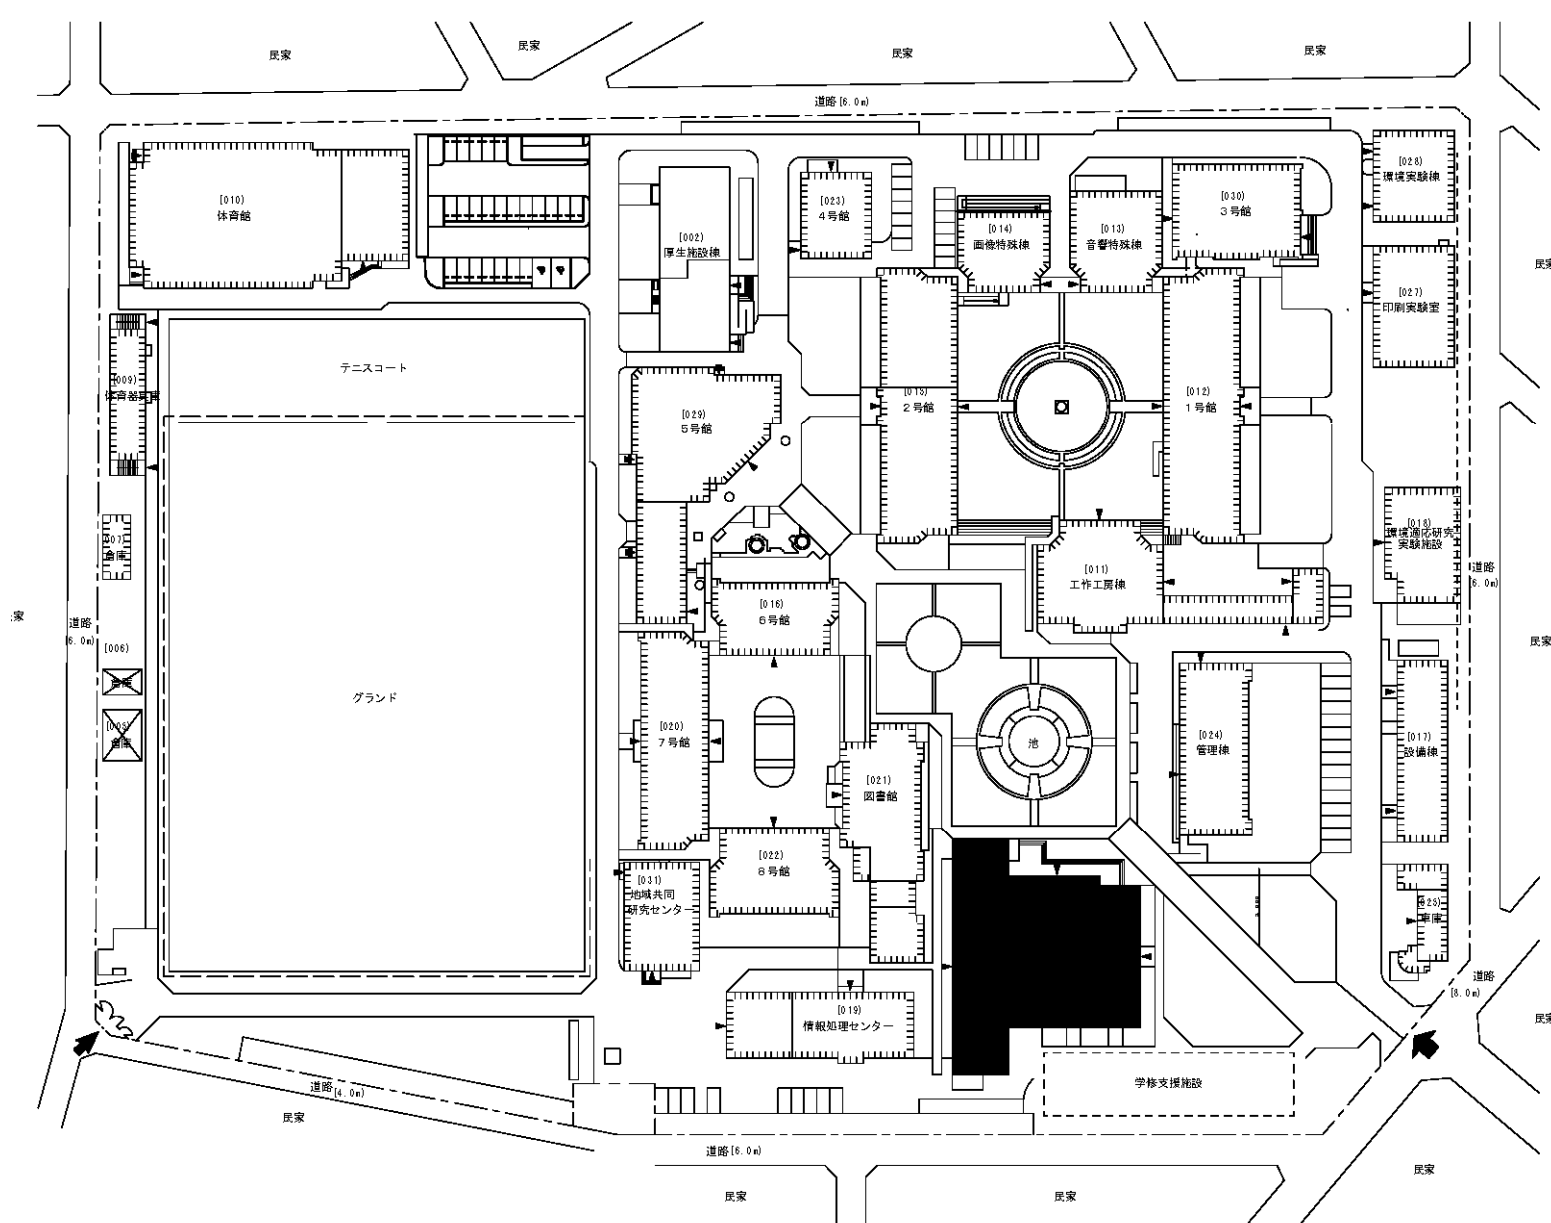 民家
民家
民家
民家
道路[6.0m]
[010]
体育館
[002]
厚生施設棟
[023]
4号館
[014]
画像特殊棟
[013]
音響特殊棟
[030]
3号館
[028]
環境実験棟
[027]
印刷実験室
民家
テニスコート
[009]
[029]
5号館
2号館
[012]
1号館
倉庫
[018]
環境適応研究
実験施設
道路
[6.0m]
[011]
工作工房棟
[016]
6号館
家
道路
[6.0m]
[006]
倉庫
倉庫
グランド
[020]
7号館
池
[024]
管理棟
[017]
設備棟
民家
[021]
図書館
[022]
8号館
[031]
地域共同
研究センター
車庫
道路
[8.0m]
[019]
情報処理センター
民家
学修支援施設
道路
[4.0m]
民家
道路[6.0m]
民家
民家
民家